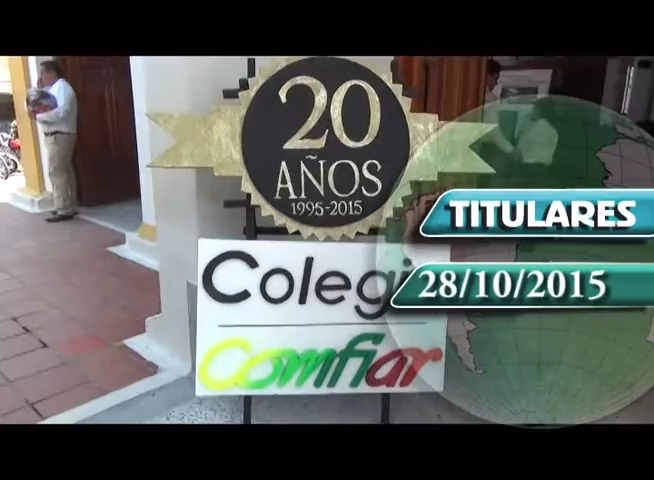 20
AÑOS
1995-2015
TITULARES
Colegi
28/10/2015
Comfiar